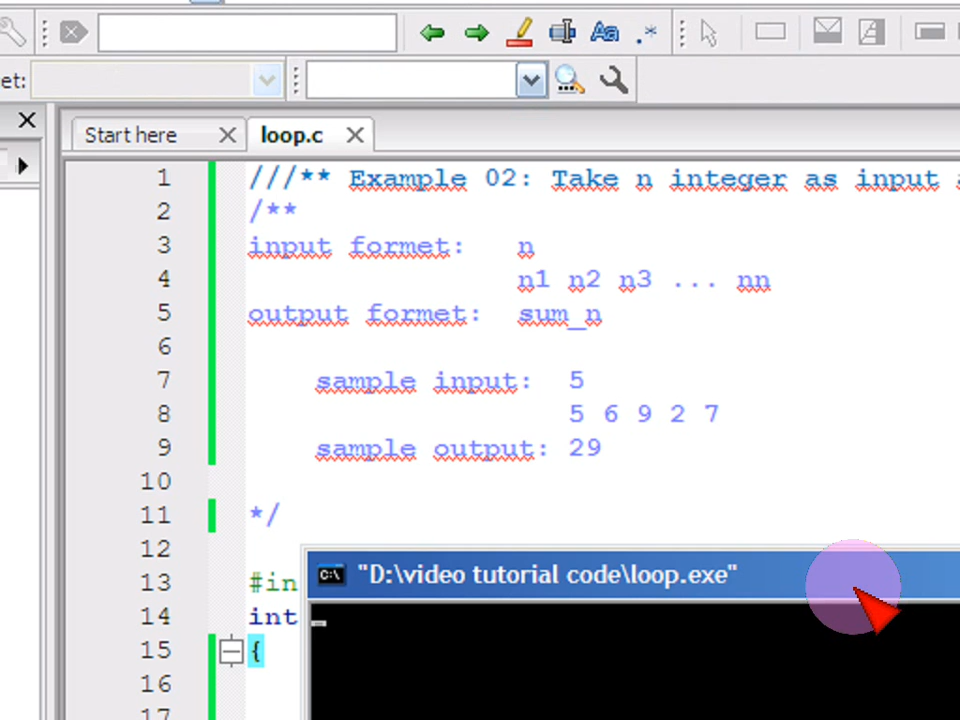 et:
Start here
loop.c
1 ///** Example 02: Take n integer as input
2 /**
3 input formet: n
4 n1 n2 n3 ... nn
5 output formet: sum_n
6
7 sample input: 5
8 5 6 9 2 7
9 sample output: 29
10
11 */
12
13 #in
14 int
15 {
16
17
"D:\video tutorial code\loop.exe"